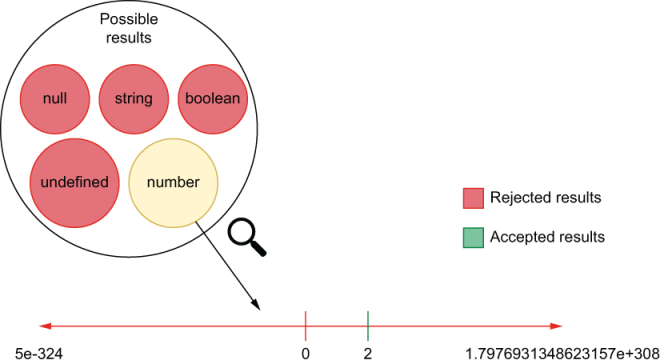 Possible
results
null
string
boolean
undefined
number
Rejected results
Accepted results
5e-324
0
2
1.7976931348623157e+308